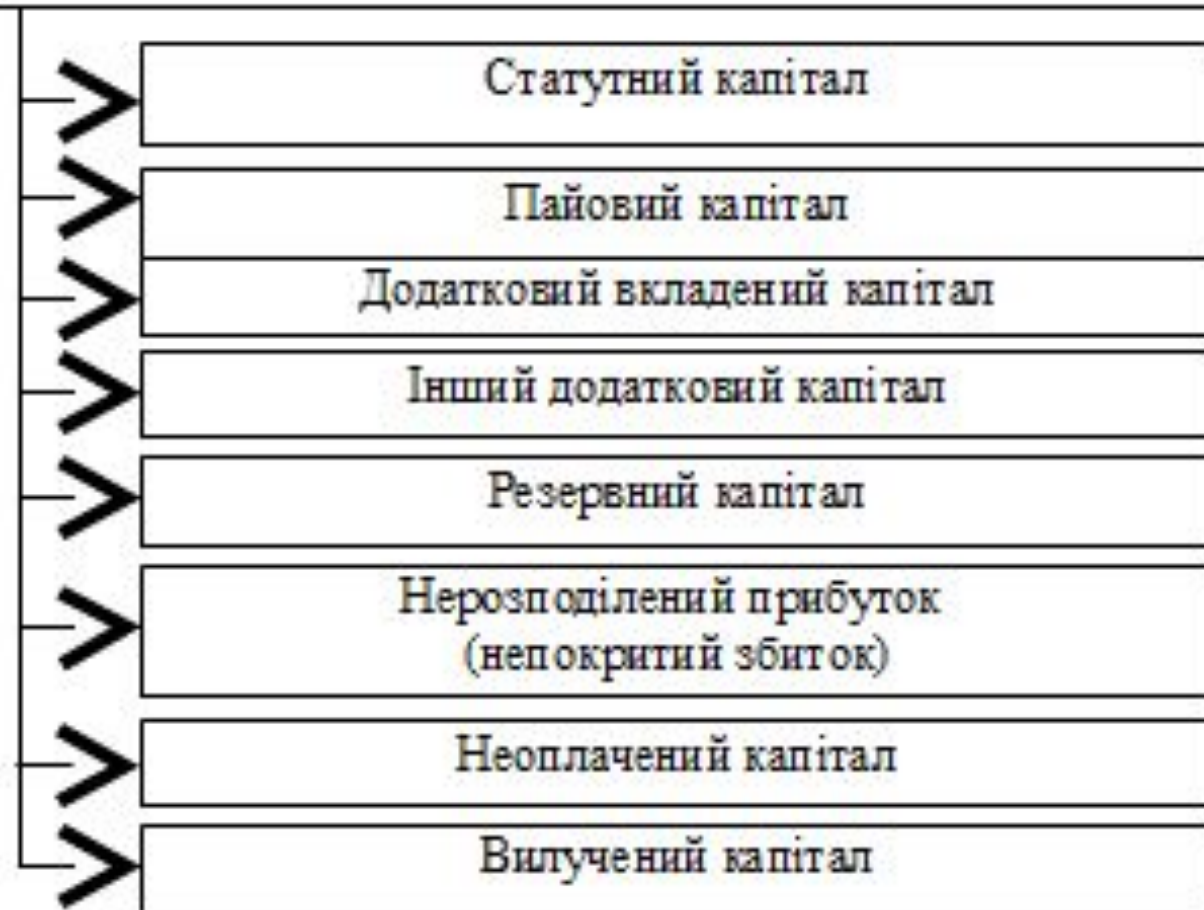 Статутний капітал
Пайовий капітал
Додатковий вкладений капітал
Інший додатковий капітал
Резервний капітал
Нерозподілений прибуток
(непокритий збиток)
Неоплачений капітал
Вилучений капітал